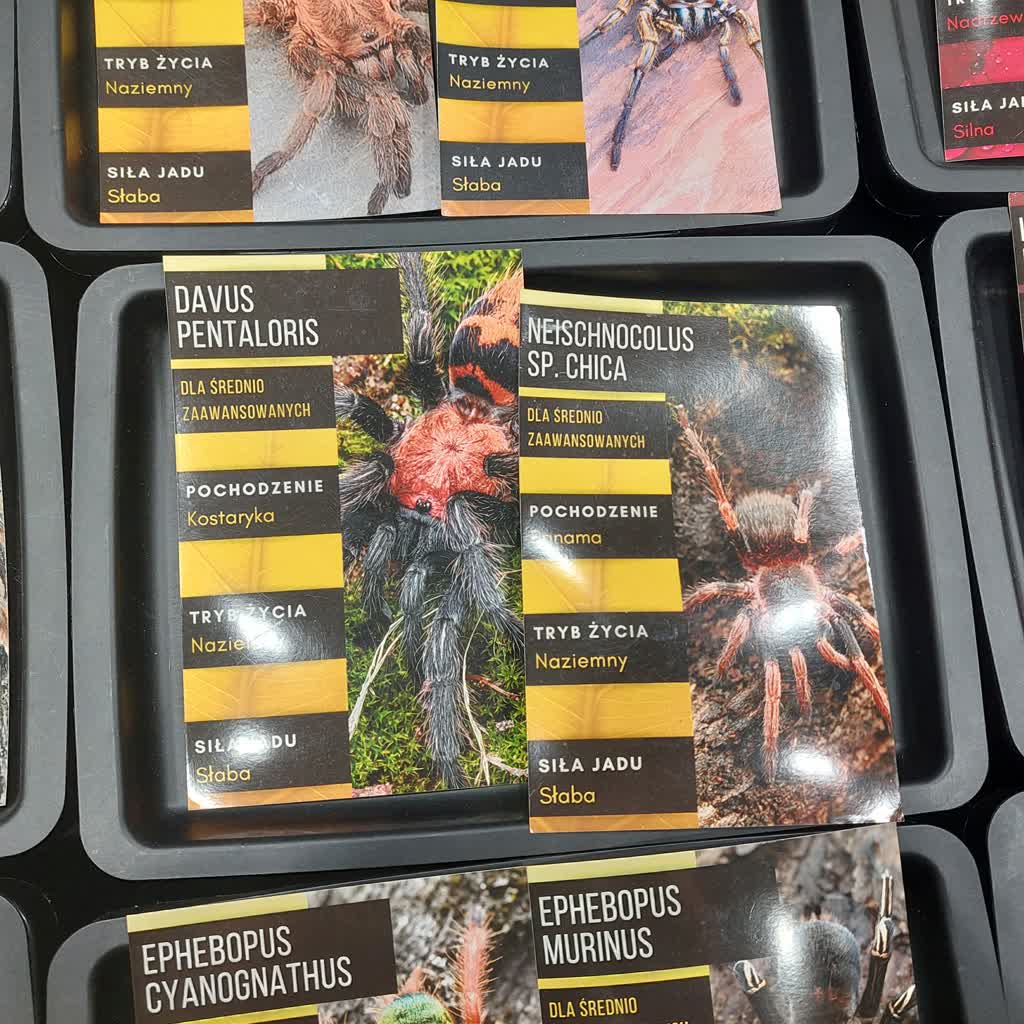 TRYB ŻYCIA
Naziemny
SIŁA JADU
Słaba
TRYB ŻYCIA
Naziemny
SIŁA JADU
Słaba
Silna
DAVUS
PENTALORIS
DLA ŚREDNIO
ZAAWANSOWANYCH
POCHODZENIE
Kostaryka
TRYB ŻYCIA
SIŁA JADU
Słaba
NEISCHNOCOLUS
SP. CHICA
DLA ŚREDNIO
ZAAWANSOWANYCH
POCHODZENIE
Panama
TRYB ŻYCIA
Naziemny
SIŁA JADU
Słaba
EPHEBOPUS
CYANOGNATHUS
EPHEBOPUS
MURINUS
DLA ŚREDNIO